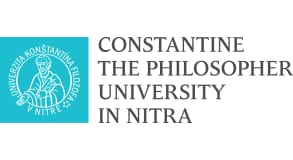 UNIVERZITA KONŠTANTÍNA FILOZOFA
V NITRE
CONSTANTINE
THE PHILOSOPHER
UNIVERSITY
IN NITRA